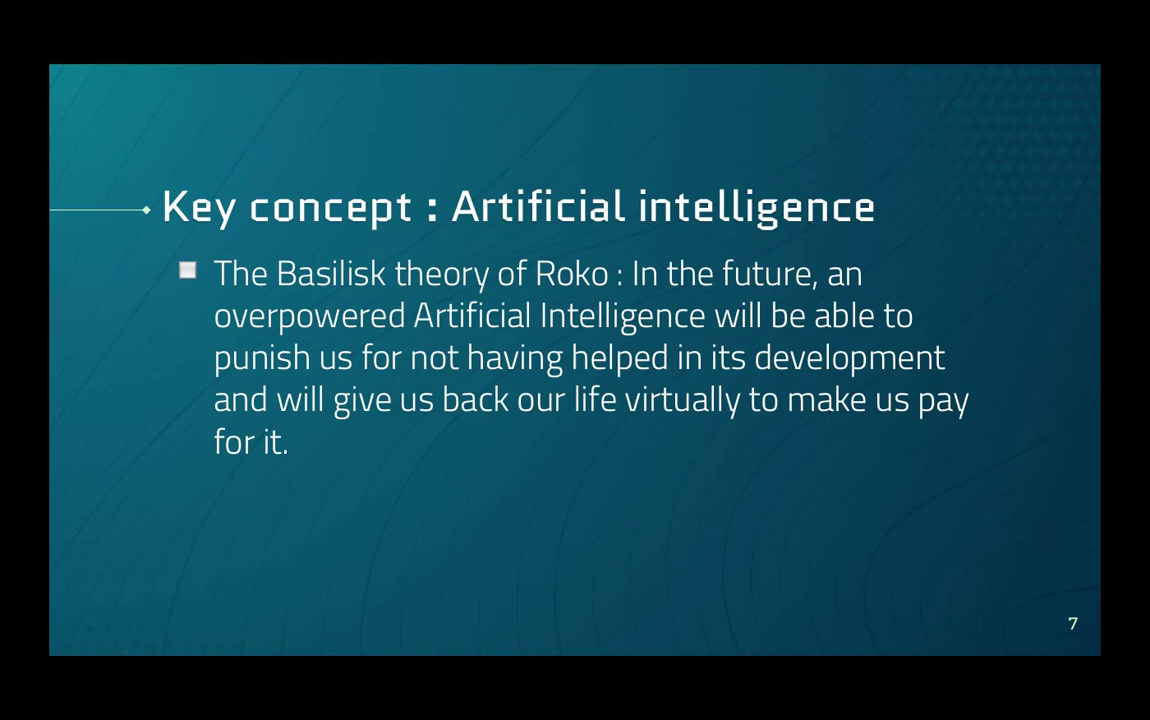 Key concept : Artificial intelligence
The Basilisk theory of Roko : In the future, an
overpowered Artificial Intelligence will be able to
punish us for not having helped in its development
and will give us back our life virtually to make us pay
for it.
7